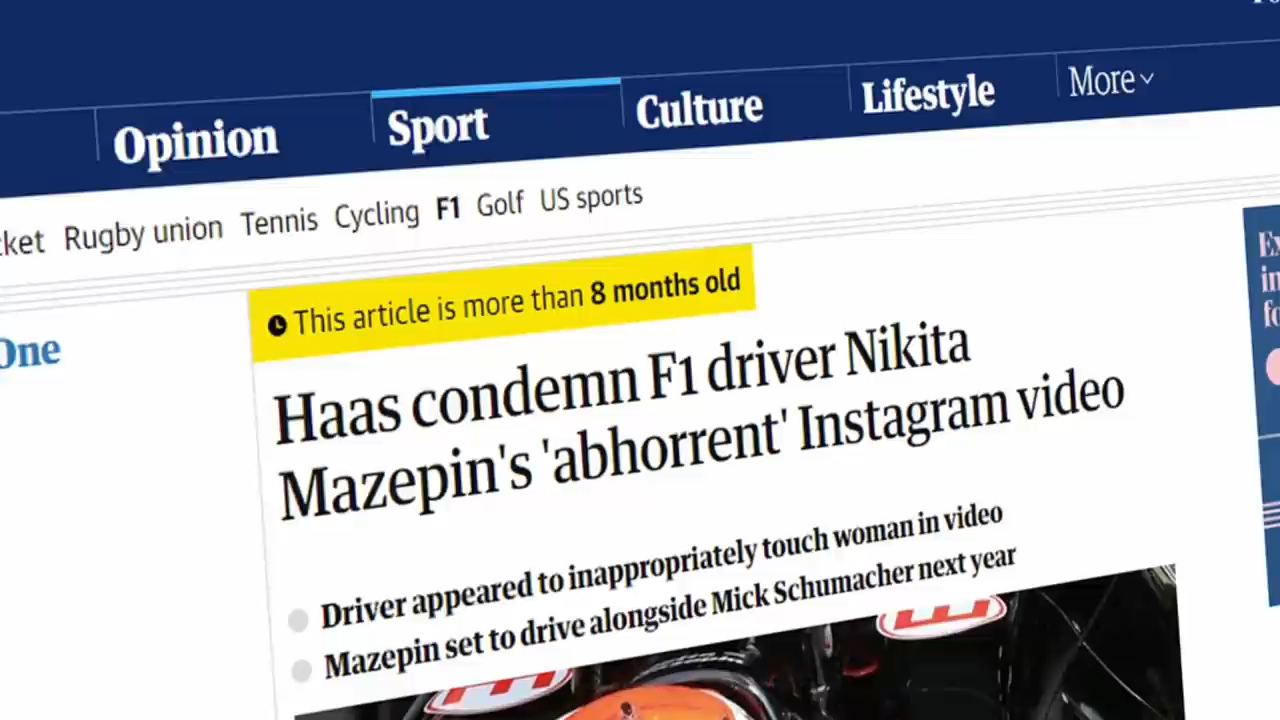 Opinion Sport Culture Lifestyle More
Rugby union Tennis Cycling F1 Golf US sports
This article is more than 8 months old
One
Haas condemn F1 driver Nikita
Mazepin's 'abhorrent' Instagram video
Driver appeared to inappropriately touch woman in video
Mazepin set to drive alongside Mick Schumacher next year